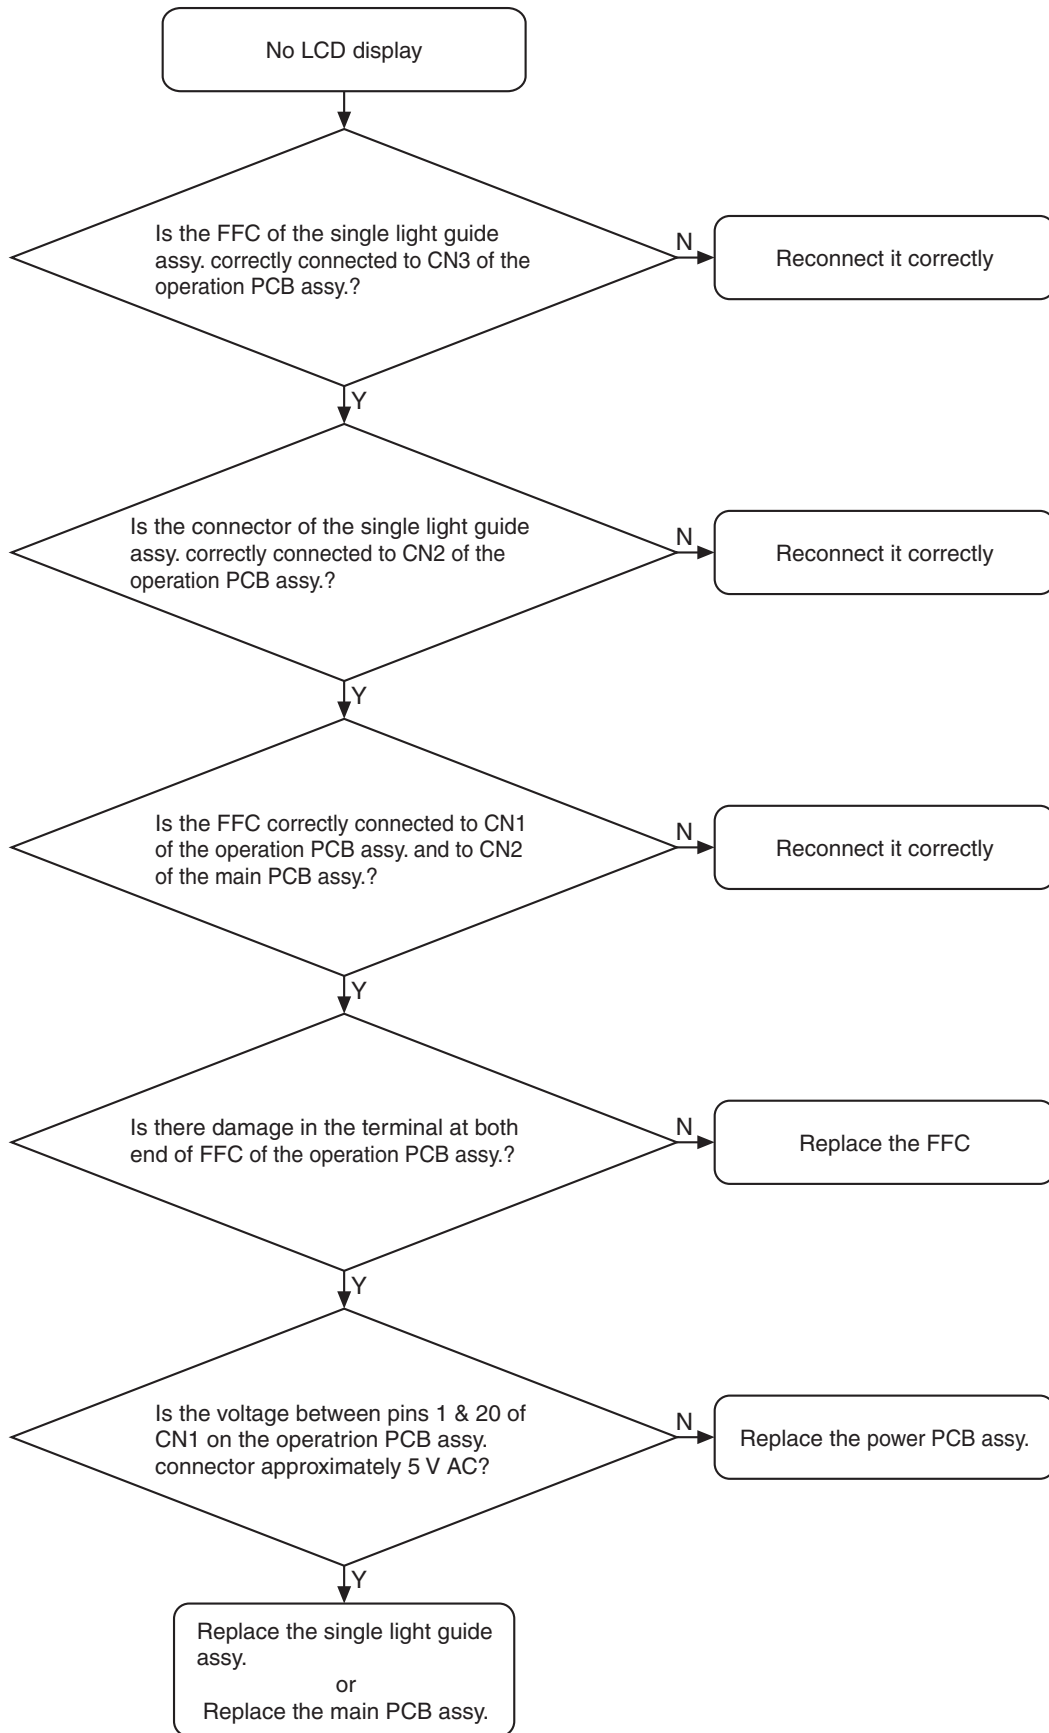 No LCD display
Is the FFC of the single light guide
assy. correctly connected to CN3 of the
operation PCB assy.?
N
Reconnect it correctly
Y
Is the connector of the single light guide
assy. correctly connected to CN2 of the
operation PCB assy.?
N
Reconnect it correctly
Y
Is the FFC correctly connected to CN1
of the operation PCB assy. and to CN2
of the main PCB assy.?
N
Reconnect it correctly
Y
Is there damage in the terminal at both
end of FFC of the operation PCB assy.?
N
Replace the FFC
Y
Is the voltage between pins 1 & 20 of
CN1 on the operatrion PCB assy.
connector approximately 5 V AC?
N
Replace the power PCB assy.
Y
Replace the single light guide
assy.
or
Replace the main PCB assy.